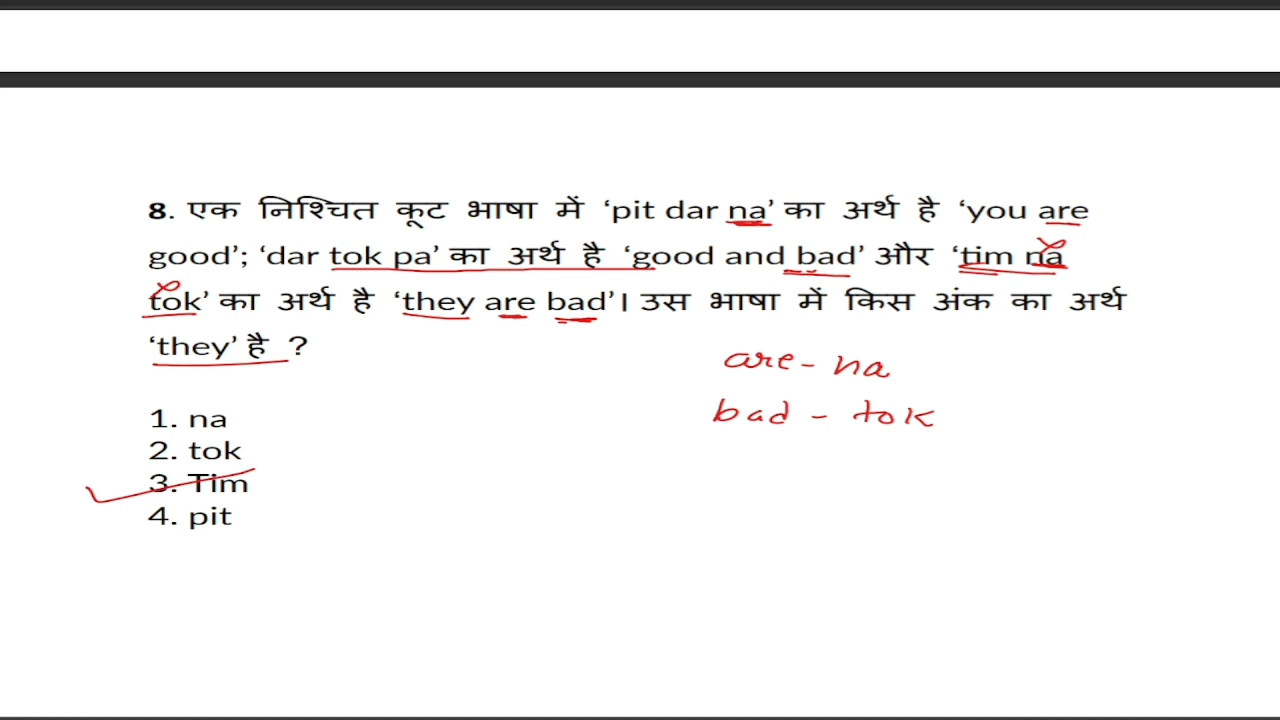 8. एक निश्चित कूट भाषा में ‘pit dar na’ का अर्थ है ‘you are
good’; ‘dar tok pa’ का अर्थ है ‘good and bad’ और ‘tim na
tok’ का अर्थ है ‘they are bad’। उस भाषा में किस अंक का अर्थ
‘they’ है ?
are - na
bad - tok
1. na
2. tok
3. Tim
4. pit